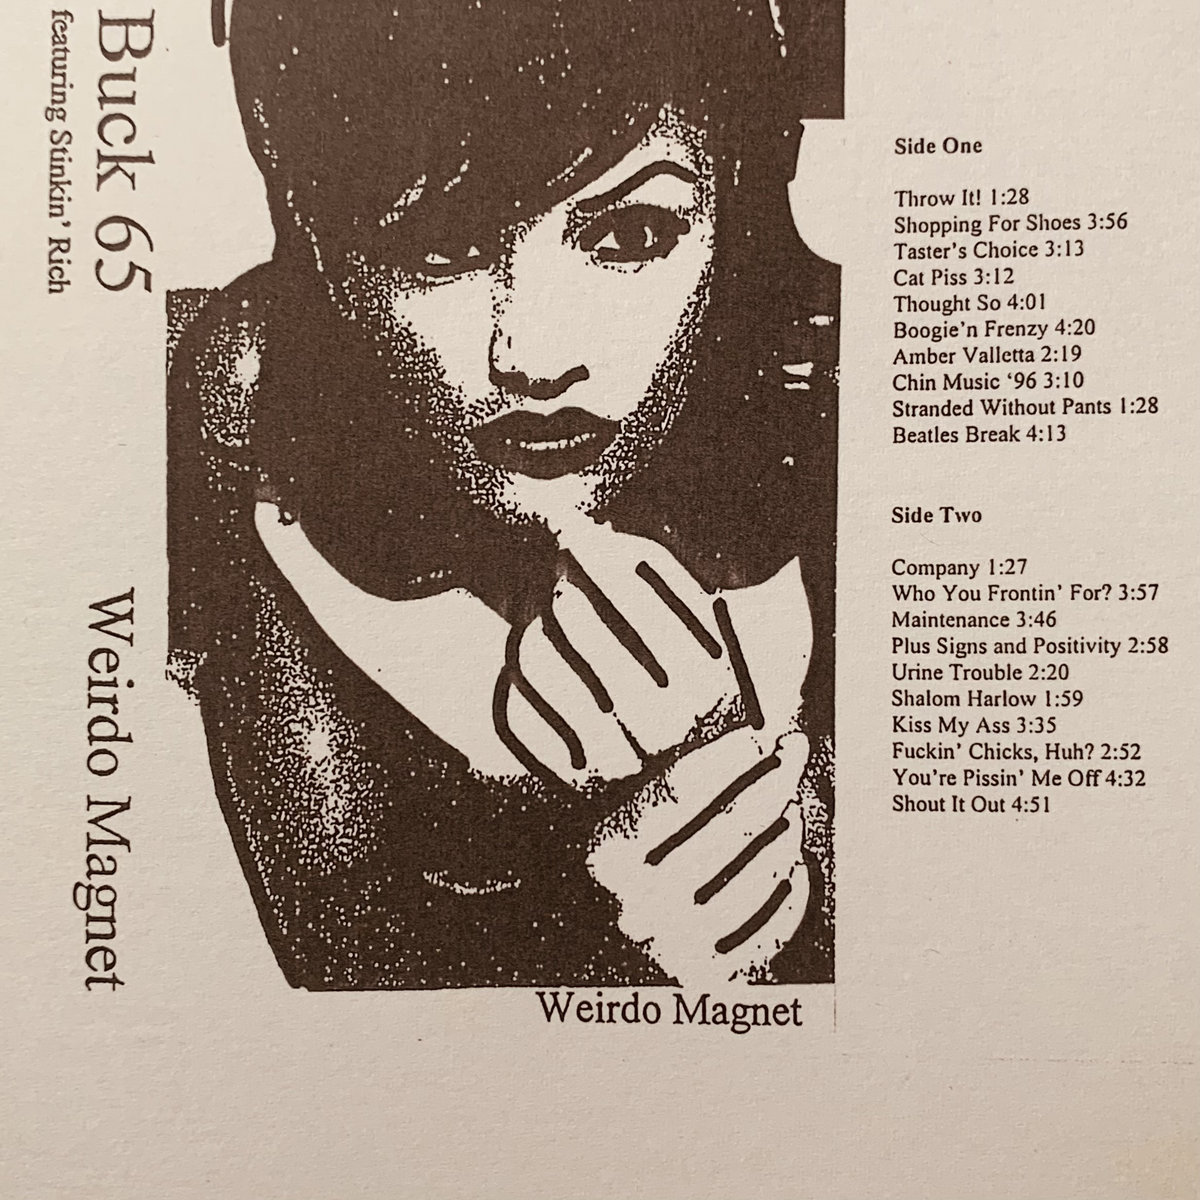 Buck 65
featuring Stinkin' Rich
Weirdo Magnet
Weirdo Magnet
Side One
Throw It! 1:28
Shopping For Shoes 3:56
Taster's Choice 3:13
Cat Piss 3:12
Thought So 4:01
Boogie'n Frenzy 4:20
Amber Valletta 2:19
Chin Music ‘96 3:10
Stranded Without Pants 1:28
Beatles Break 4:13
Side Two
Company 1:27
Who You Frontin' For? 3:57
Maintenance 3:46
Plus Signs and Positivity 2:58
Urine Trouble 2:20
Shalom Harlow 1:59
Kiss My Ass 3:35
Fuckin' Chicks, Huh? 2:52
You're Pissin' Me Off 4:32
Shout It Out 4:51